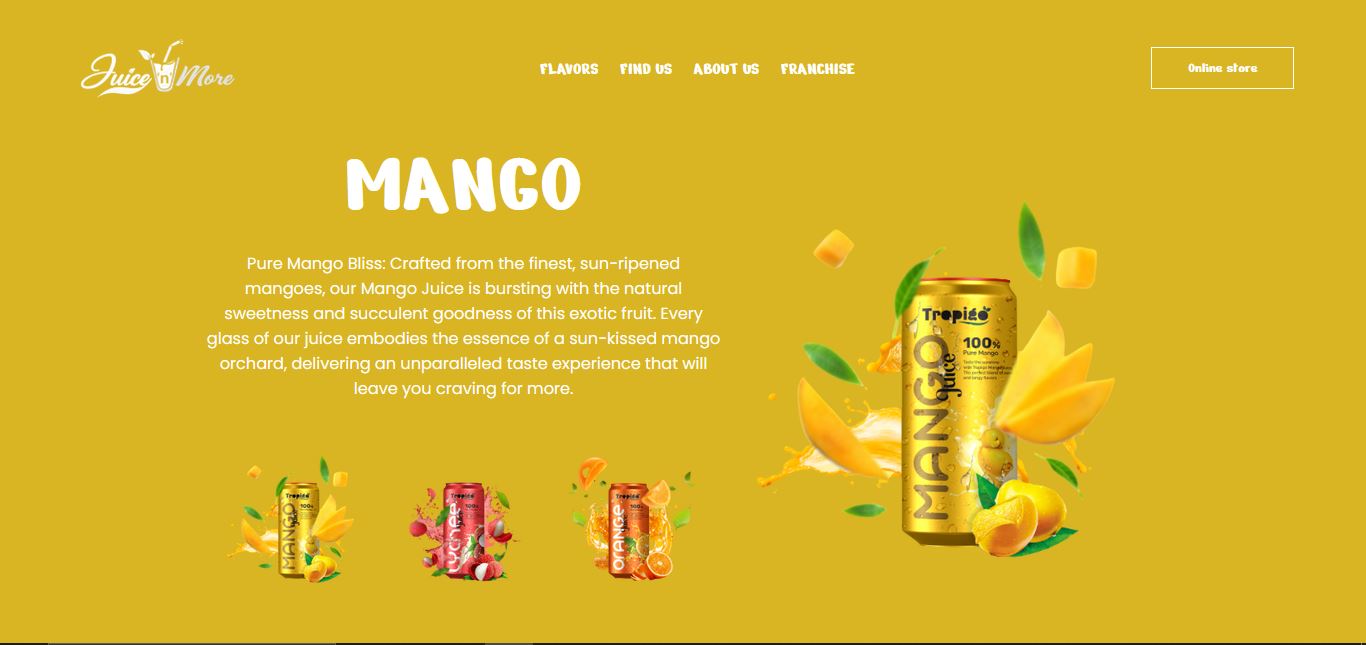 Juice n More
FLAVORS
FIND US
ABOUT US
FRANCHISE
Online store
MANGO
Pure Mango Bliss: Crafted from the finest, sun-ripened
mangoes, our Mango Juice is bursting with the natural
sweetness and succulent goodness of this exotic fruit. Every
glass of our juice embodies the essence of a sun-kissed mango
orchard, delivering an unparalleled taste experience that will
leave you craving for more.
Tropigo
100%
Pure Mango
MANGO
juice
Tropigo
100%
MANGO
Tropigo
100%
Lychee
Tropigo
100%
ORANGE